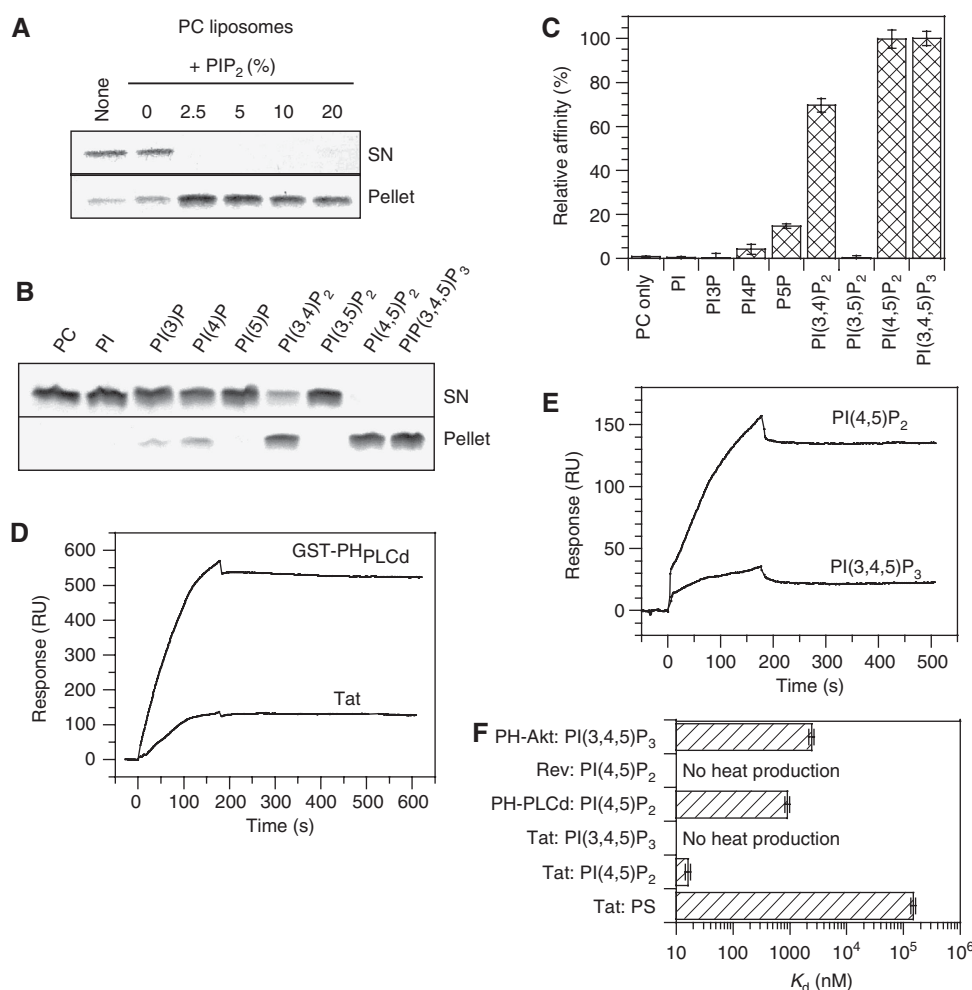 A
PC liposomes
+ PIP2 (%)
None 0 2.5 5 10 20
SN
Pellet
B
PC PI PI(3)P PI(4)P PI(5)P PI(3,4)P2 PI(3,5)P2 PI(4,5)P2 PIP(3,4,5)P3
SN
Pellet
C
Relative affinity (%)
100
80
60
40
20
0
PC only PI PI3P PI4P P5P PI(3,4)P2 PI(3,5)P2 PI(4,5)P2 PI(3,4,5)P3
D
Response (RU)
600
500
400
300
200
100
0
GST-PHPLCd
Tat
0 100 200 300 400 500 600
Time (s)
E
Response (RU)
150
100
50
0
PI(4,5)P2
PI(3,4,5)P3
0 100 200 300 400 500
Time (s)
F
PH-Akt: PI(3,4,5)P3
Rev: PI(4,5)P2 No heat production
PH-PLCd: PI(4,5)P2
Tat: PI(3,4,5)P3 No heat production
Tat: PI(4,5)P2
Tat: PS
10 100 1000 10^4 10^5 10^6
Kd (nM)